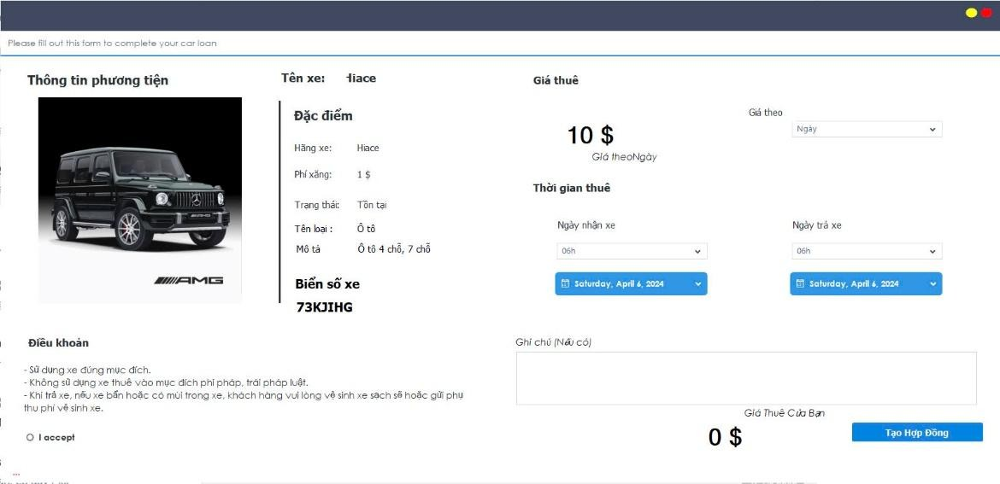 Please fill out this form to complete your car loan
Thông tin phương tiện
AMG
Tên xe: Hiace
Đặc điểm
Hãng xe: Hiace
Phí xăng: 1 $
Trạng thái: Tồn tại
Tên loại : Ô tô
Mô tả Ô tô 4 chỗ, 7 chỗ
Biển số xe
73KJIHG
Giá thuê
Giá theo
Ngày
10 $
Giá theoNgày
Thời gian thuê
Ngày nhận xe
06h
Saturday, April 6, 2024
Ngày trả xe
06h
Saturday, April 6, 2024
Điều khoản
- Sử dụng xe đúng mục đích.
- Không sử dụng xe thuê vào mục đích phi pháp, trái pháp luật.
- Khi trả xe, nếu xe bẩn hoặc có mùi trong xe, khách hàng vui lòng vệ sinh xe sạch sẽ hoặc gửi phụ
thu phí vệ sinh xe.
I accept
...
Ghi chú (Nếu có)
Giá Thuê Của Bạn
0 $
Tạo Hợp Đồng